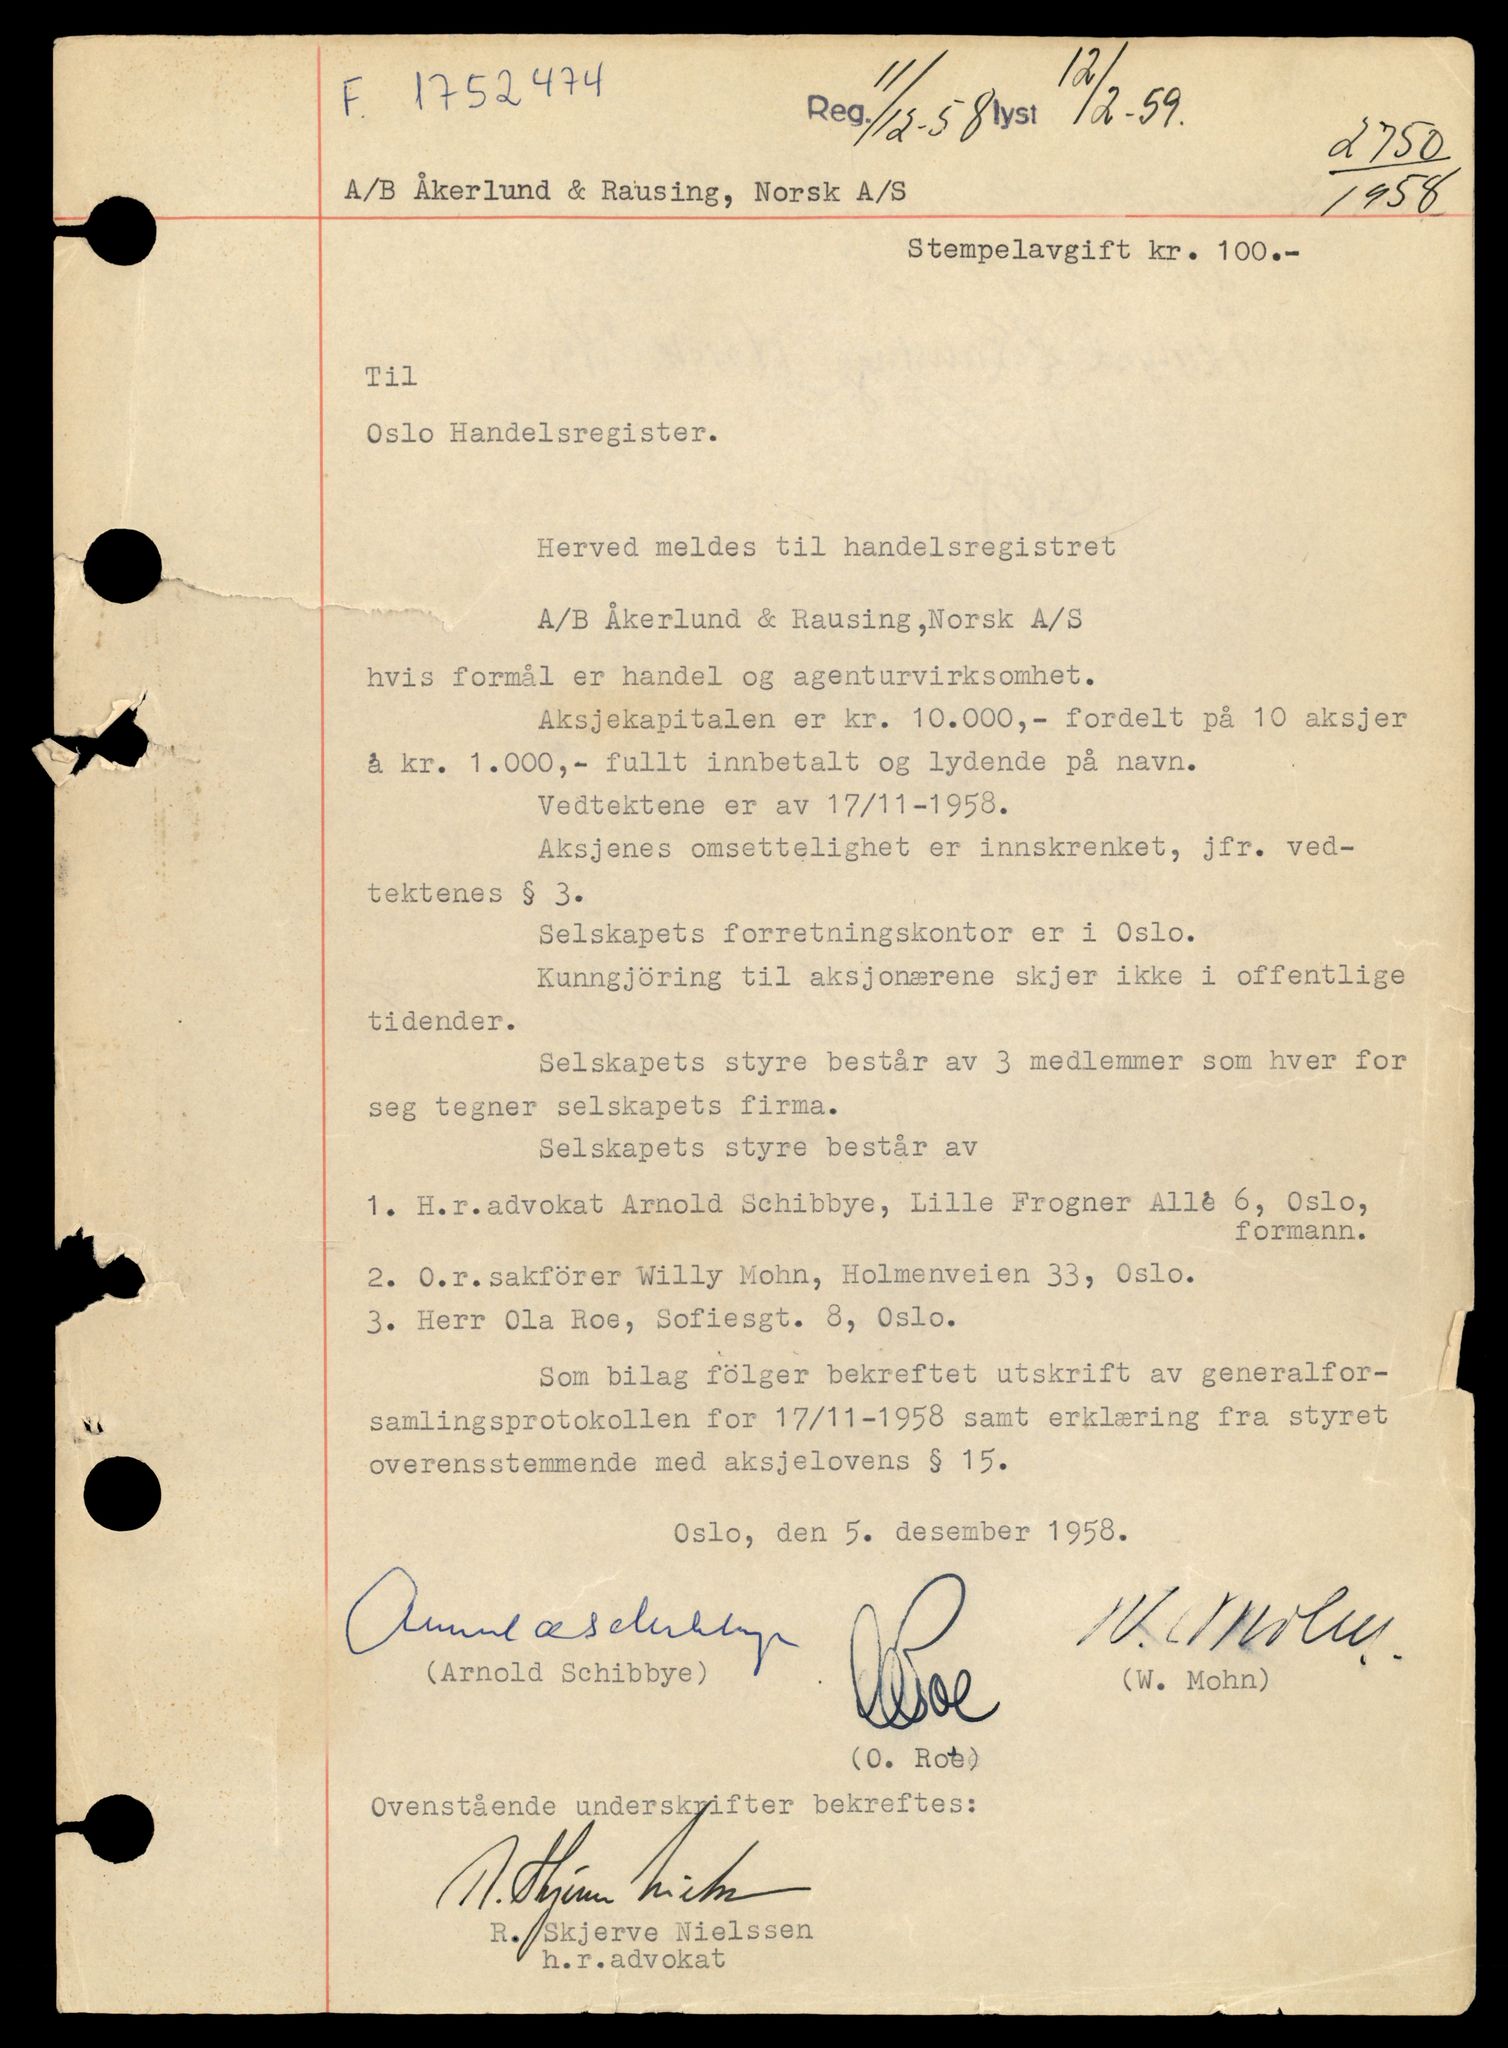 F. 1752474
Reg. 11/12-58 lyst 12/2-59.
2750
1958
A/B Åkerlund & Rausing, Norsk A/S
Stempelavgift kr. 100.-
Til
Oslo Handelsregister.
Herved meldes til handelsregistret
A/B Åkerlund & Rausing,Norsk A/S
hvis formål er handel og agenturvirksomhet.
Aksjekapitalen er kr. 10.000,- fordelt på 10 aksjer
à kr. 1.000,- fullt innbetalt og lydende på navn.
Vedtektene er av 17/11-1958.
Aksjenes omsettelighet er innskrenket, jfr. ved-
tektenes § 3.
Selskapets forretningskontor er i Oslo.
Kunngjöring til aksjonærene skjer ikke i offentlige
tidender.
Selskapets styre består av 3 medlemmer som hver for
seg tegner selskapets firma.
Selskapets styre består av
1. H.r.advokat Arnold Schibbye, Lille Frogner Allè 6, Oslo,
formann.
2. O.r.sakförer Willy Mohn, Holmenveien 33, Oslo.
3. Herr Ola Roe, Sofiesgt. 8, Oslo.
Som bilag fölger bekreftet utskrift av generalfor-
samlingsprotokollen for 17/11-1958 samt erklæring fra styret
overensstemmende med aksjelovens § 15.
Oslo, den 5. desember 1958.
Arnold Schibbye
W. Mohn.
(Arnold Schibbye)
(W. Mohn)
O Roe
(O. Roe)
Ovenstående underskrifter bekreftes:
R. Skjerve Nielssen
R. Skjerve Nielssen
h.r.advokat